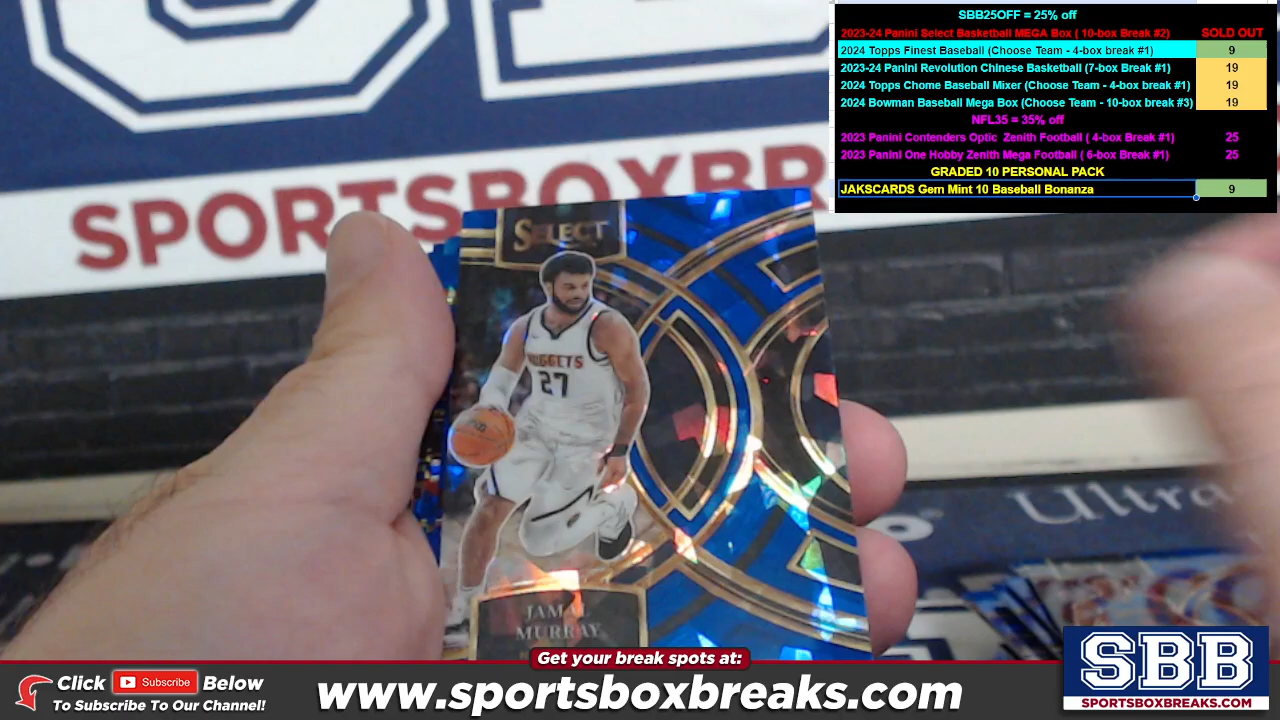 SBB25OFF = 25% off
2023-24 Panini Select Basketball MEGA Box ( 10-box Break #2) SOLD OUT
2024 Topps Finest Baseball (Choose Team - 4-box break #1) 9
2023-24 Panini Revolution Chinese Basketball (7-box Break #1) 19
2024 Topps Chome Baseball Mixer (Choose Team - 4-box break #1) 19
2024 Bowman Baseball Mega Box (Choose Team - 10-box break #3) 19
NFL35 = 35% off
2023 Panini Contenders Optic Zenith Football ( 4-box Break #1) 25
2023 Panini One Hobby Zenith Mega Football ( 6-box Break #1) 25
GRADED 10 PERSONAL PACK
JAKSCARDS Gem Mint 10 Baseball Bonanza 9
SPORTSBOXBR
SELECT
NUGGETS
27
JAMAL
MURRAY
Ultra
Get your break spots at:
Click Subscribe Below
To Subscribe To Our Channel!
www.sportsboxbreaks.com
SBB
SPORTSBOXBREAKS.COM